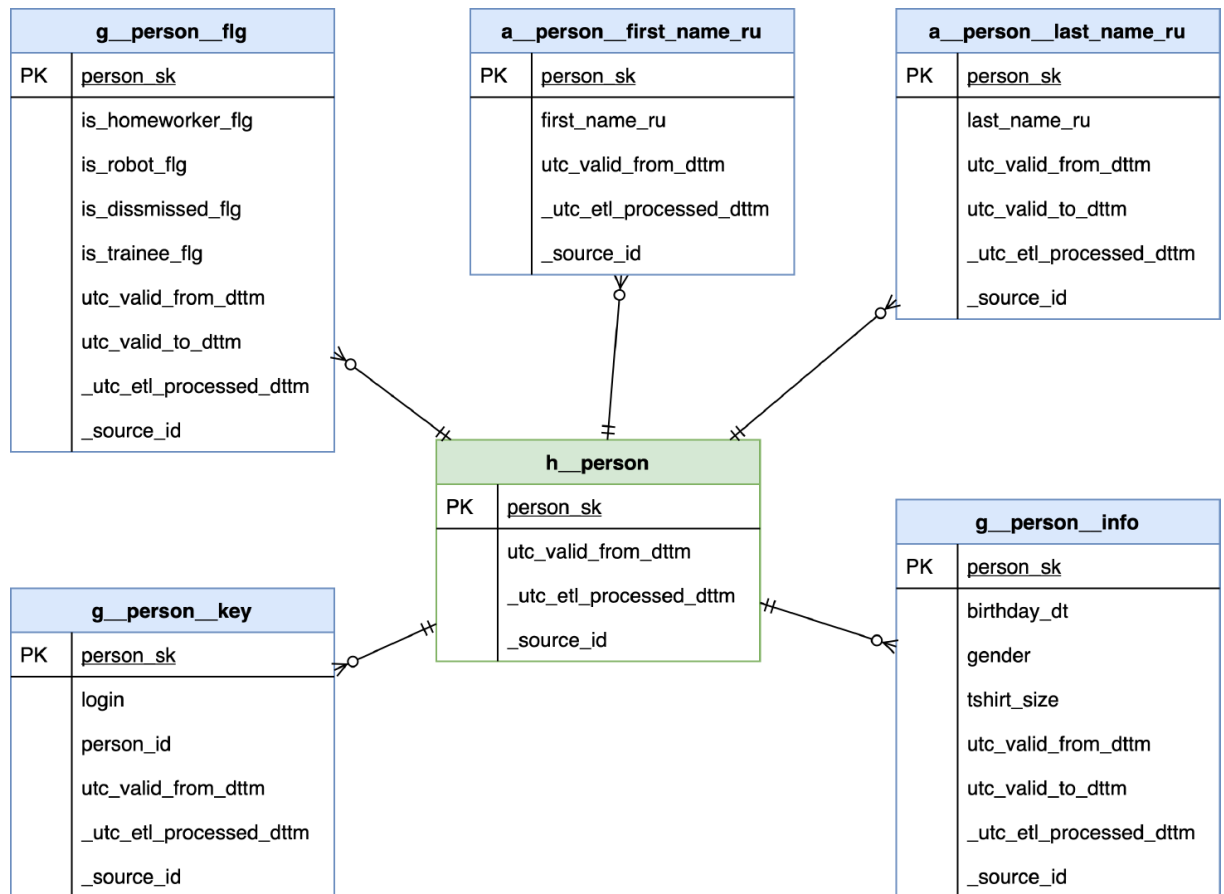 g__person__flg
PK person_sk
is_homeworker_flg
is_robot_flg
is_dissmissed_flg
is_trainee_flg
utc_valid_from_dttm
utc_valid_to_dttm
_utc_etl_processed_dttm
_source_id
a__person__first_name_ru
PK person_sk
first_name_ru
utc_valid_from_dttm
_utc_etl_processed_dttm
_source_id
a__person__last_name_ru
PK person_sk
last_name_ru
utc_valid_from_dttm
utc_valid_to_dttm
_utc_etl_processed_dttm
_source_id
h__person
PK person_sk
utc_valid_from_dttm
_utc_etl_processed_dttm
_source_id
g__person__key
PK person_sk
login
person_id
utc_valid_from_dttm
_utc_etl_processed_dttm
_source_id
g__person__info
PK person_sk
birthday_dt
gender
tshirt_size
utc_valid_from_dttm
utc_valid_to_dttm
_utc_etl_processed_dttm
_source_id